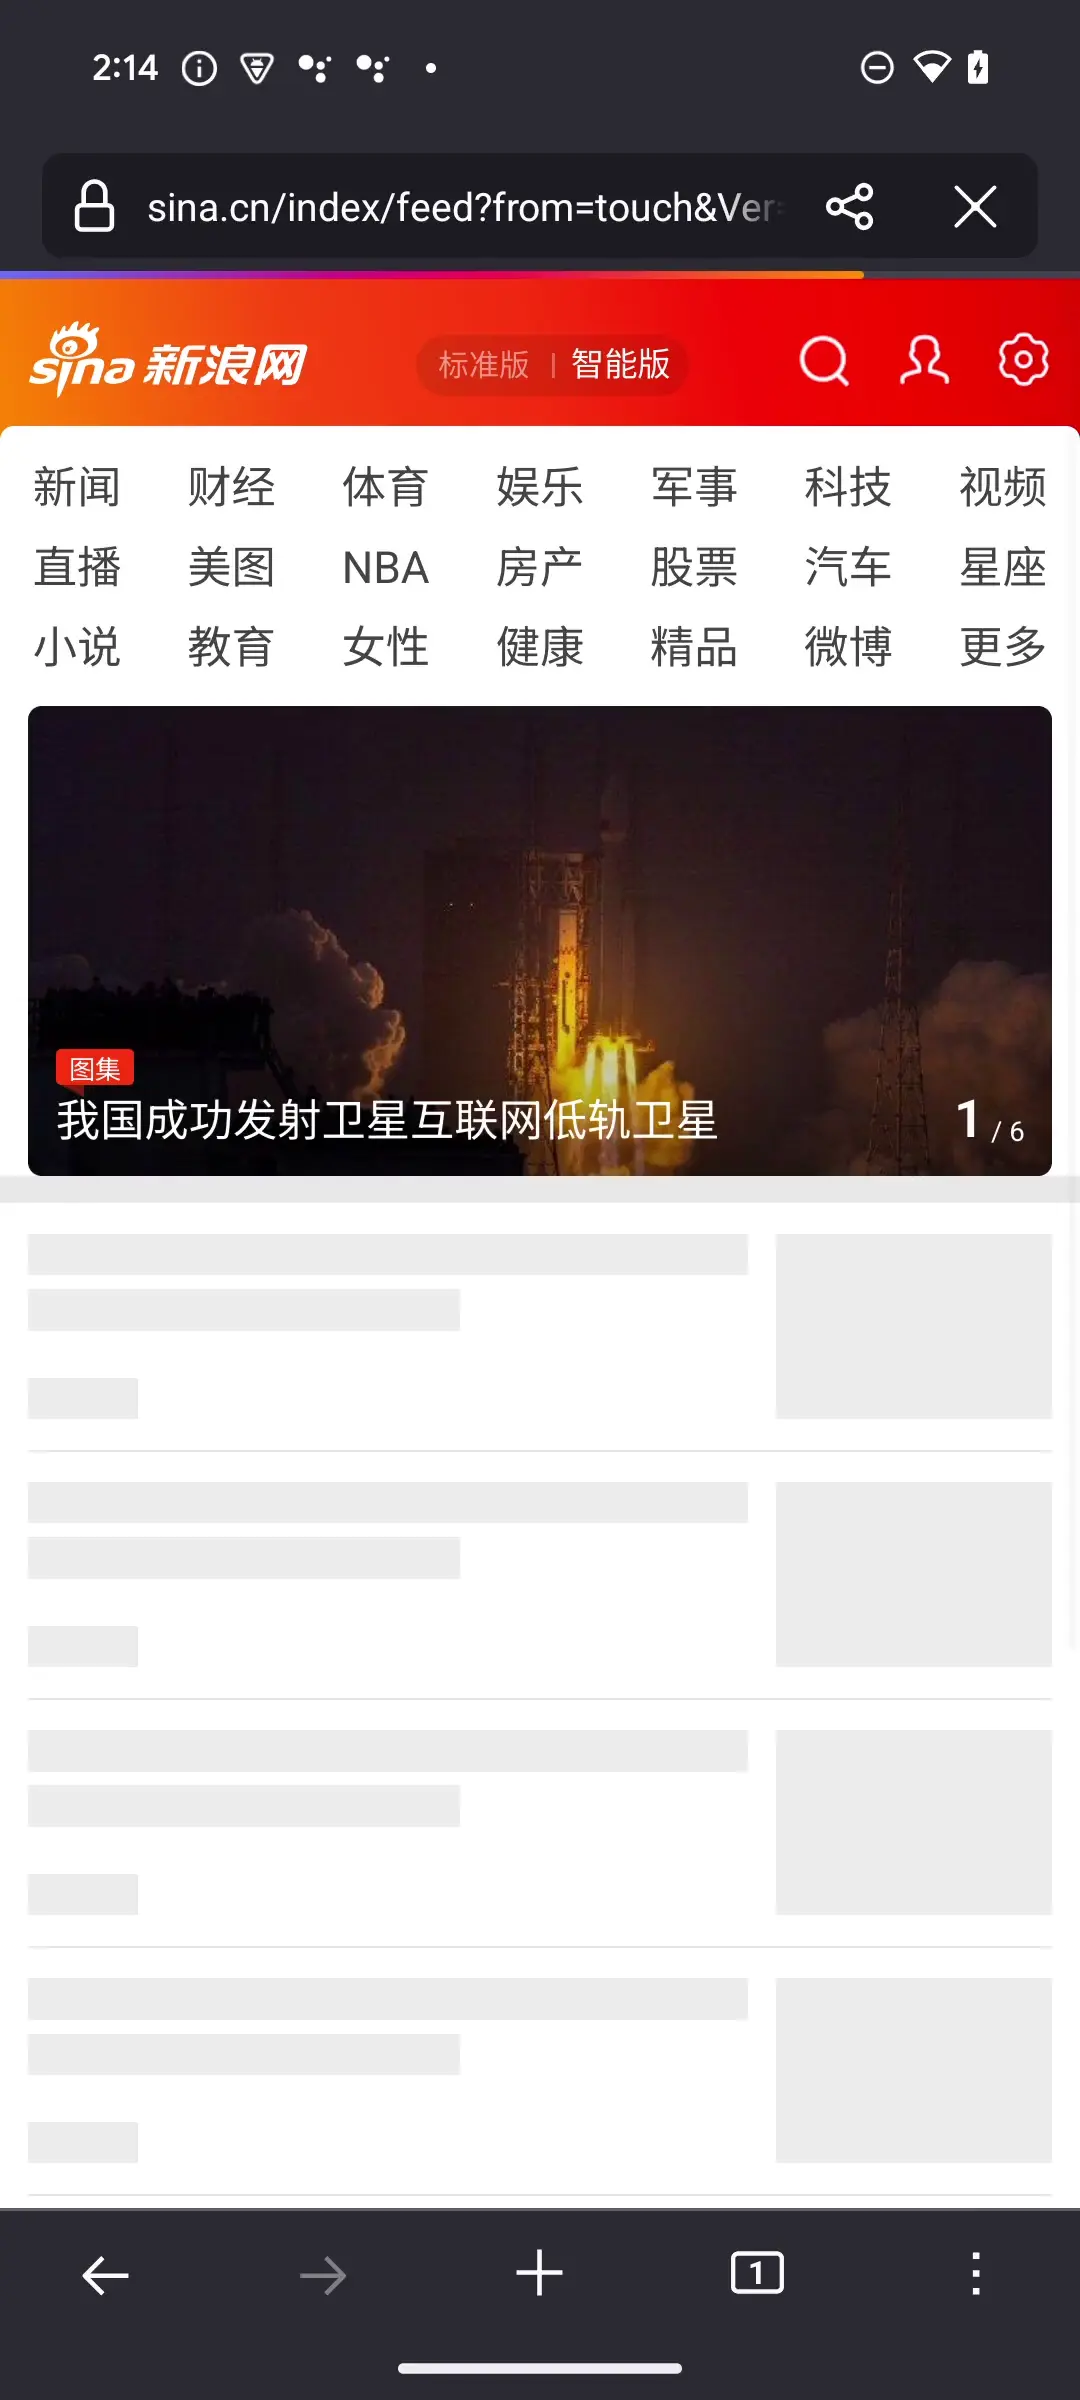 2:14
sina.cn/index/feed?from=touch&Ver=
sina 新浪网
标准版 | 智能版
新闻 财经 体育 娱乐 军事 科技 视频
直播 美图 NBA 房产 股票 汽车 星座
小说 教育 女性 健康 精品 微博 更多
图集
我国成功发射卫星互联网低轨卫星
1 / 6
1